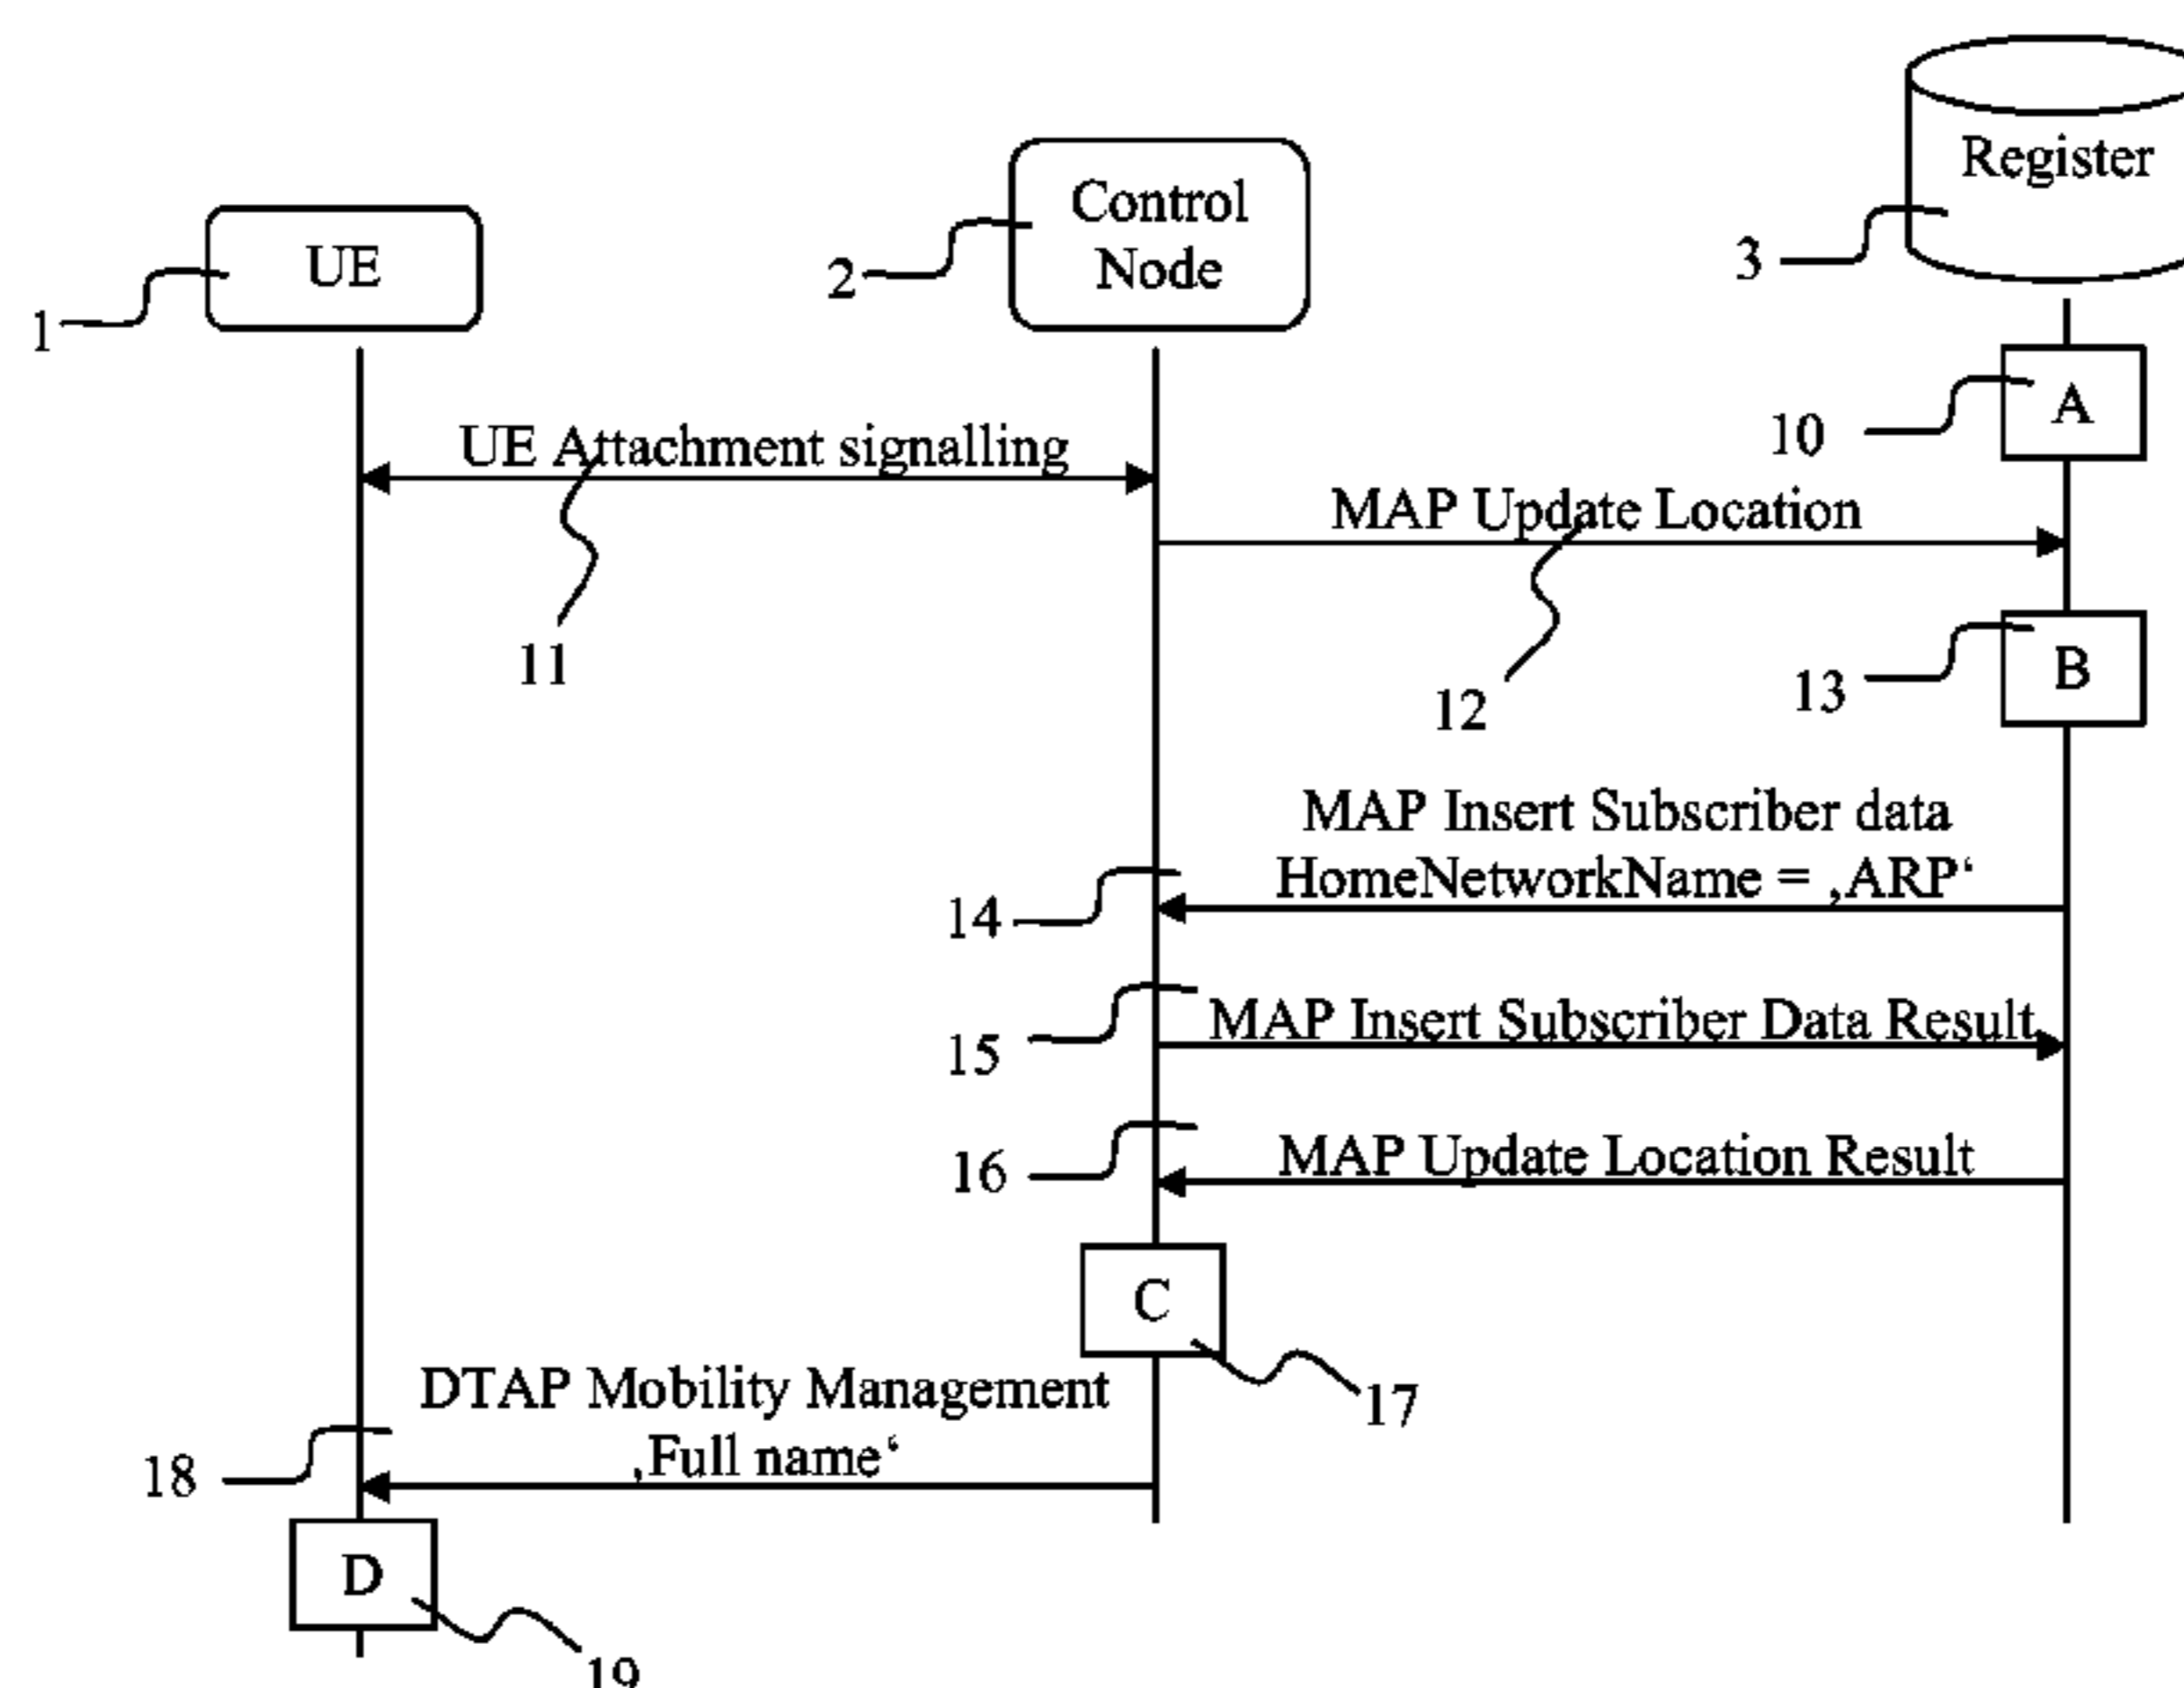 Register
Control
Node
UE
3
2
1
A
10
UE Attachment signalling
MAP Update Location
11
B
13
12
MAP Insert Subscriber data
HomeNetworkName = ‚ARP‘
14
MAP Insert Subscriber Data Result
15
MAP Update Location Result
16
C
DTAP Mobility Management
17
‚Full name‘
18
D
19